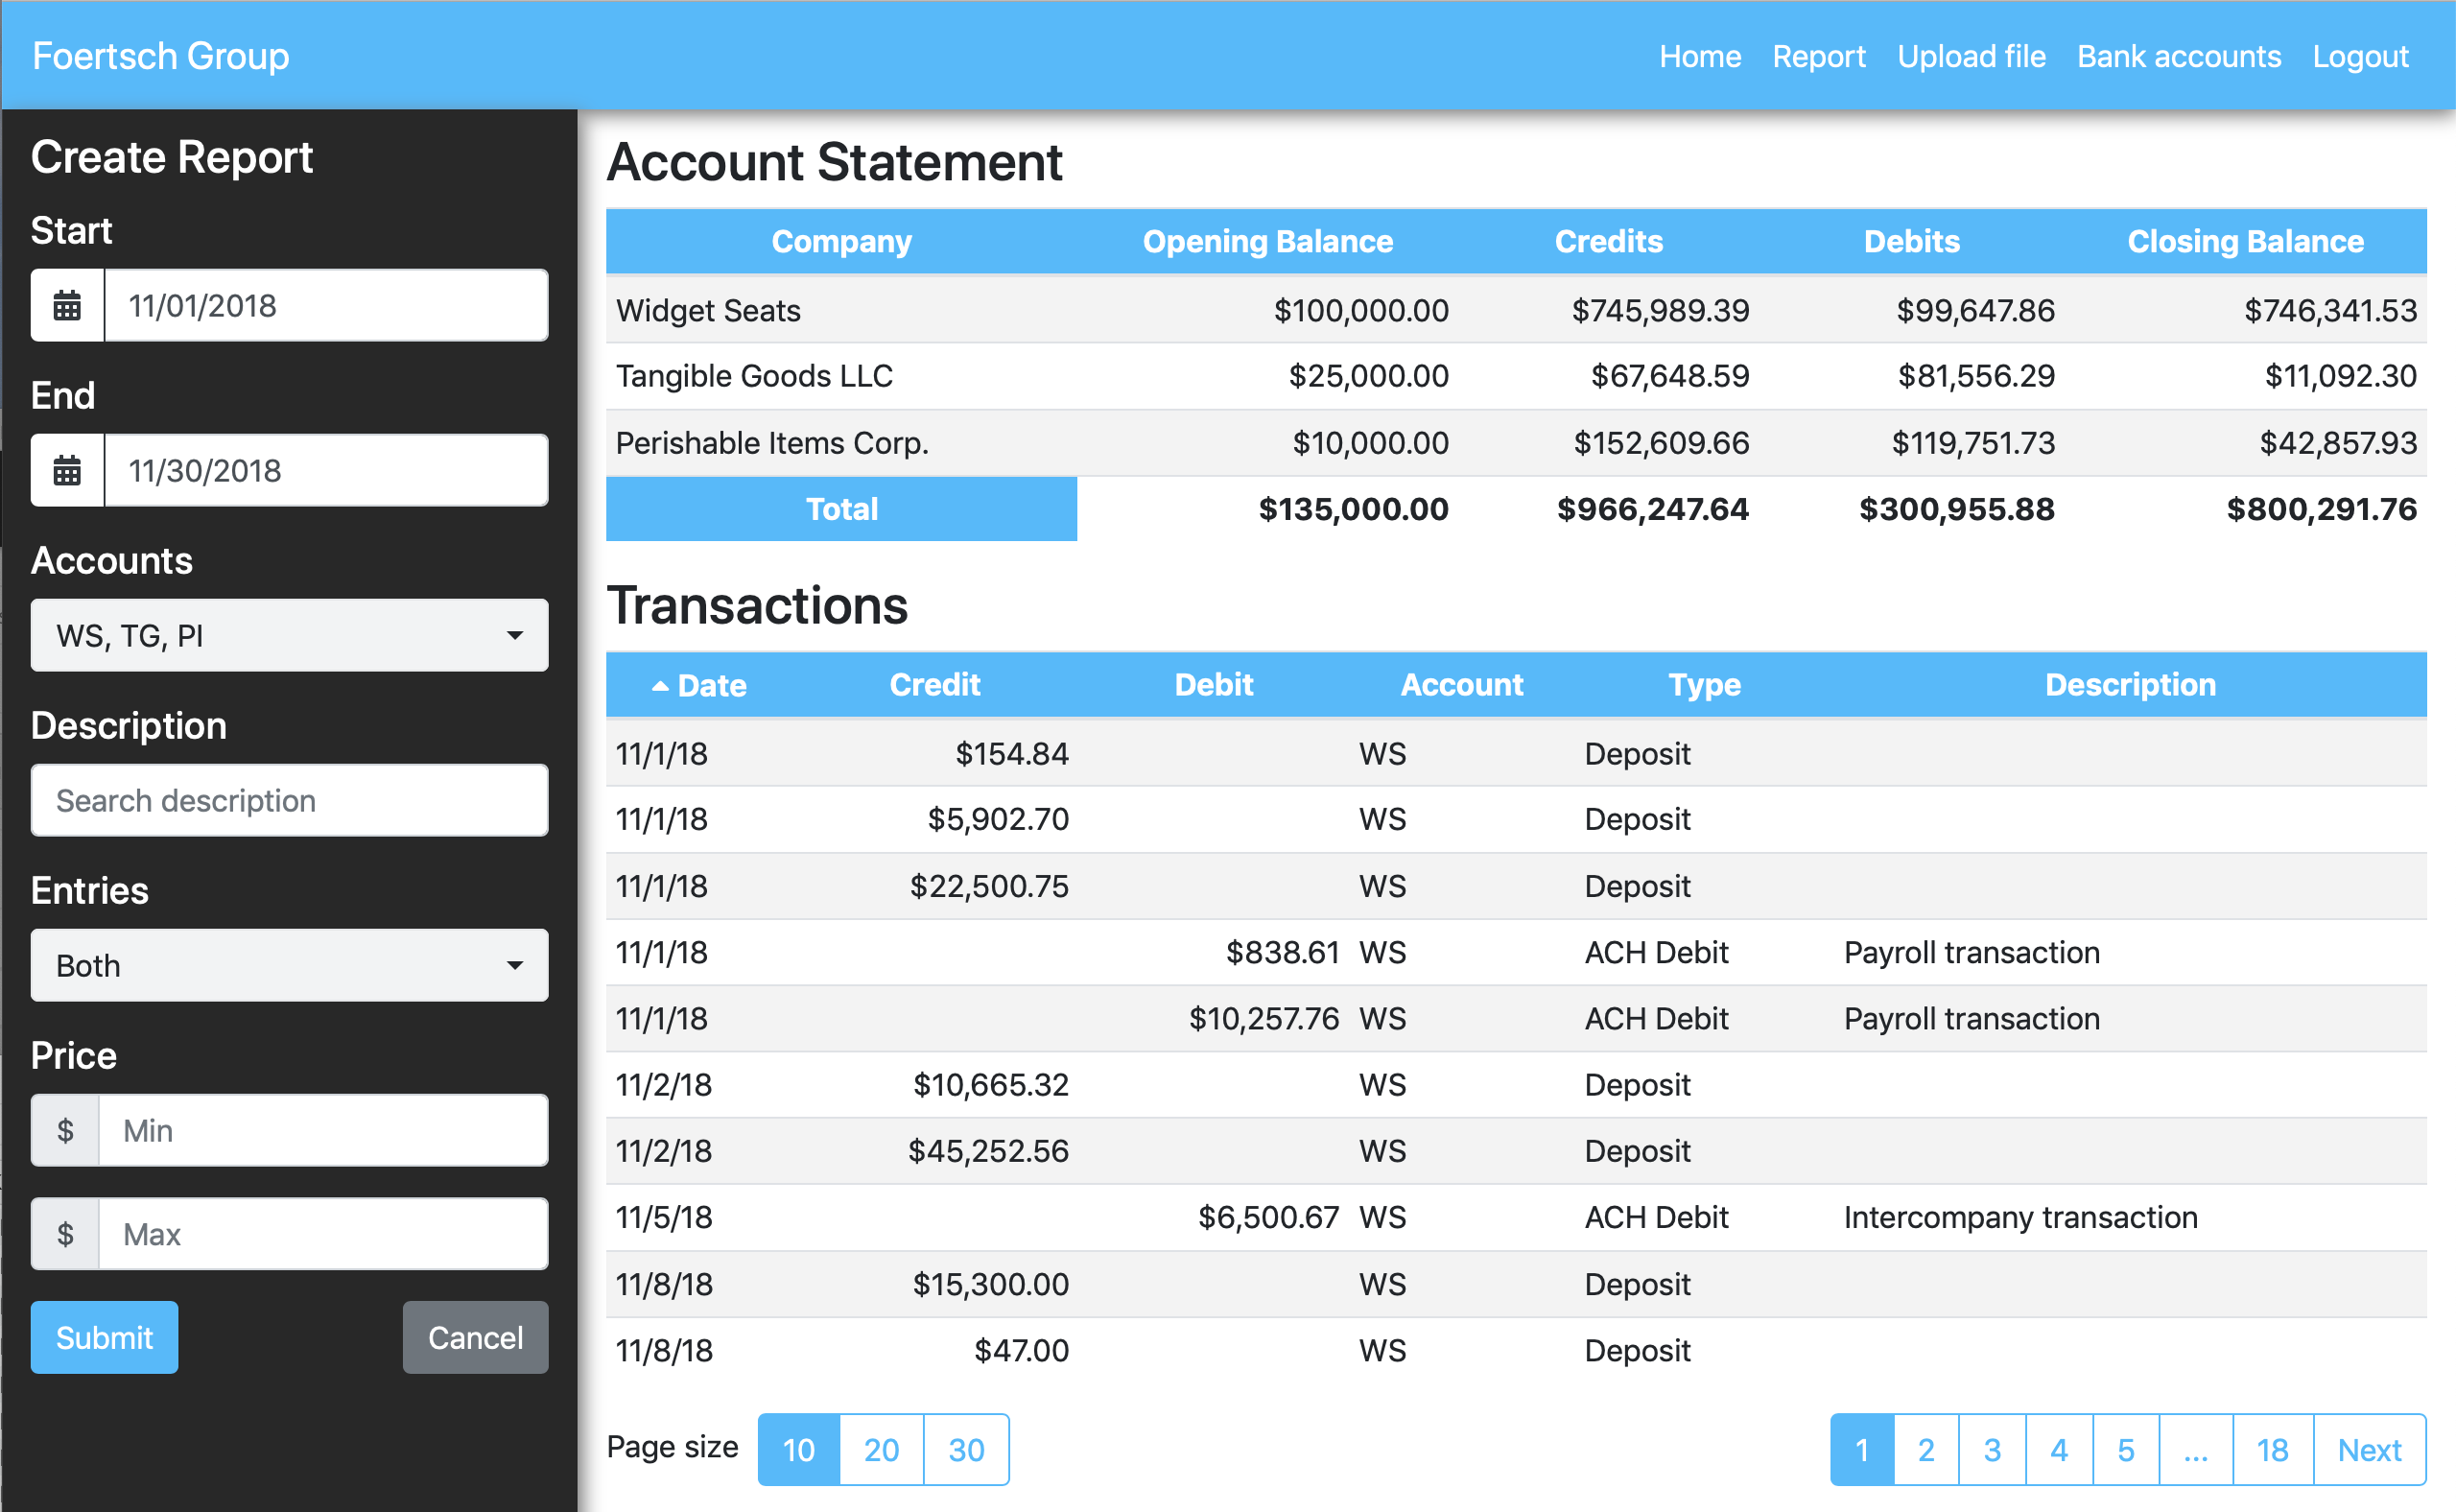 Foertsch Group Home Report Upload file Bank accounts Logout
Create Report
Start
11/01/2018
End
11/30/2018
Accounts
WS, TG, PI
Description
Search description
Entries
Both
Price
$ Min
$ Max
Submit Cancel
Account Statement
Company Opening Balance Credits Debits Closing Balance
Widget Seats $100,000.00 $745,989.39 $99,647.86 $746,341.53
Tangible Goods LLC $25,000.00 $67,648.59 $81,556.29 $11,092.30
Perishable Items Corp. $10,000.00 $152,609.66 $119,751.73 $42,857.93
Total $135,000.00 $966,247.64 $300,955.88 $800,291.76
Transactions
Date Credit Debit Account Type Description
11/1/18 $154.84 WS Deposit
11/1/18 $5,902.70 WS Deposit
11/1/18 $22,500.75 WS Deposit
11/1/18 $838.61 WS ACH Debit Payroll transaction
11/1/18 $10,257.76 WS ACH Debit Payroll transaction
11/2/18 $10,665.32 WS Deposit
11/2/18 $45,252.56 WS Deposit
11/5/18 $6,500.67 WS ACH Debit Intercompany transaction
11/8/18 $15,300.00 WS Deposit
11/8/18 $47.00 WS Deposit
Page size 10 20 30 1 2 3 4 5 ... 18 Next